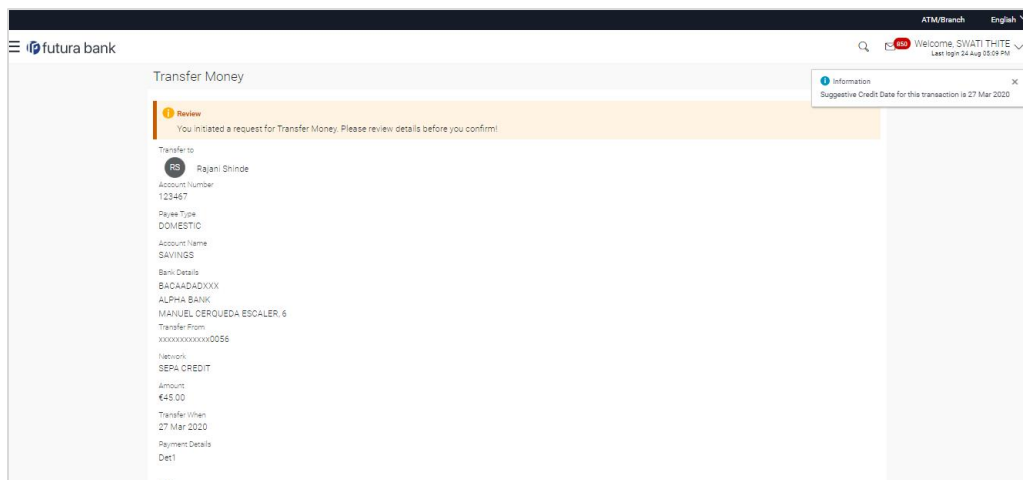 ATM/Branch English
futura bank
850 Welcome, SWATI THITE
Last login 24 Aug 05:09 PM
Transfer Money
Information
Suggestive Credit Date for this transaction is 27 Mar 2020
Review
You initiated a request for Transfer Money. Please review details before you confirm!
Transfer to
RS Rajani Shinde
Account Number
123467
Payee Type
DOMESTIC
Account Name
SAVINGS
Bank Details
BACAADADXXX
ALPHA BANK
MANUEL CERQUEDA ESCALER, 6
Transfer From
xxxxxxxxxxxx0056
Network
SEPA CREDIT
Amount
€45.00
Transfer When
27 Mar 2020
Payment Details
Det1